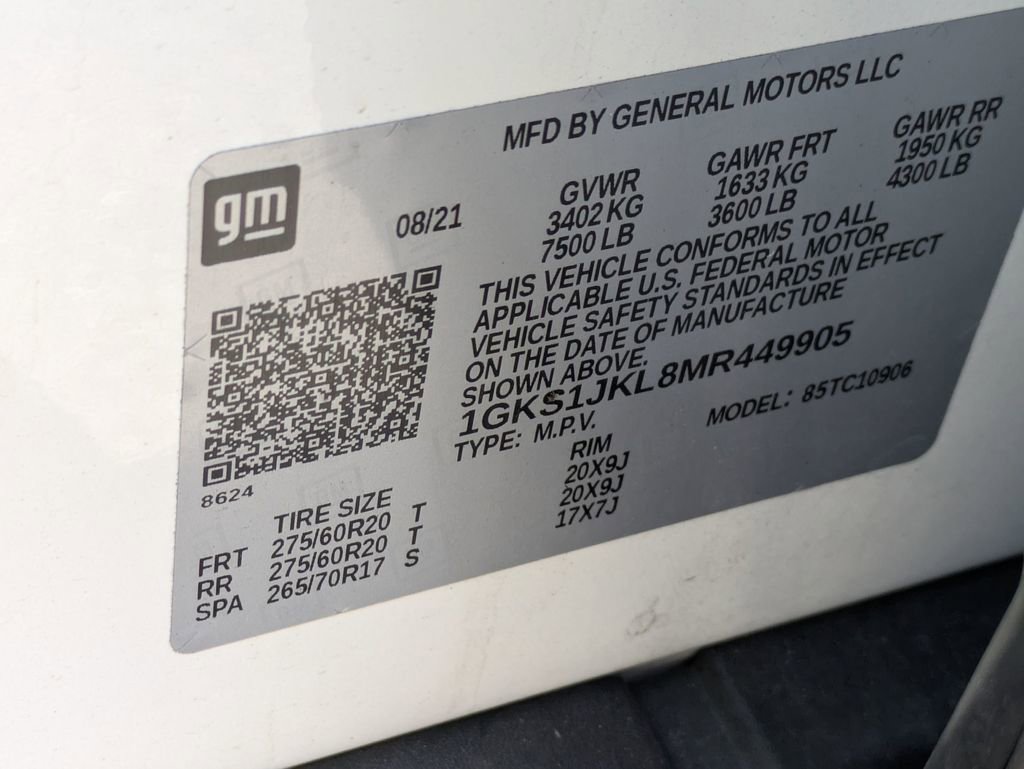 MFD BY GENERAL MOTORS LLC
gm
08/21
GVWR GAWR FRT GAWR RR
3402 KG 1633 KG 1950 KG
7500 LB 3600 LB 4300 LB
THIS VEHICLE CONFORMS TO ALL
APPLICABLE U.S. FEDERAL MOTOR
VEHICLE SAFETY STANDARDS IN EFFECT
ON THE DATE OF MANUFACTURE
SHOWN ABOVE.
1GKS1JKL8MR449905
TYPE: M.P.V. MODEL: 85TC10906
8624
TIRE SIZE RIM
FRT 275/60R20 T 20X9J
RR 275/60R20 T 20X9J
SPA 265/70R17 S 17X7J